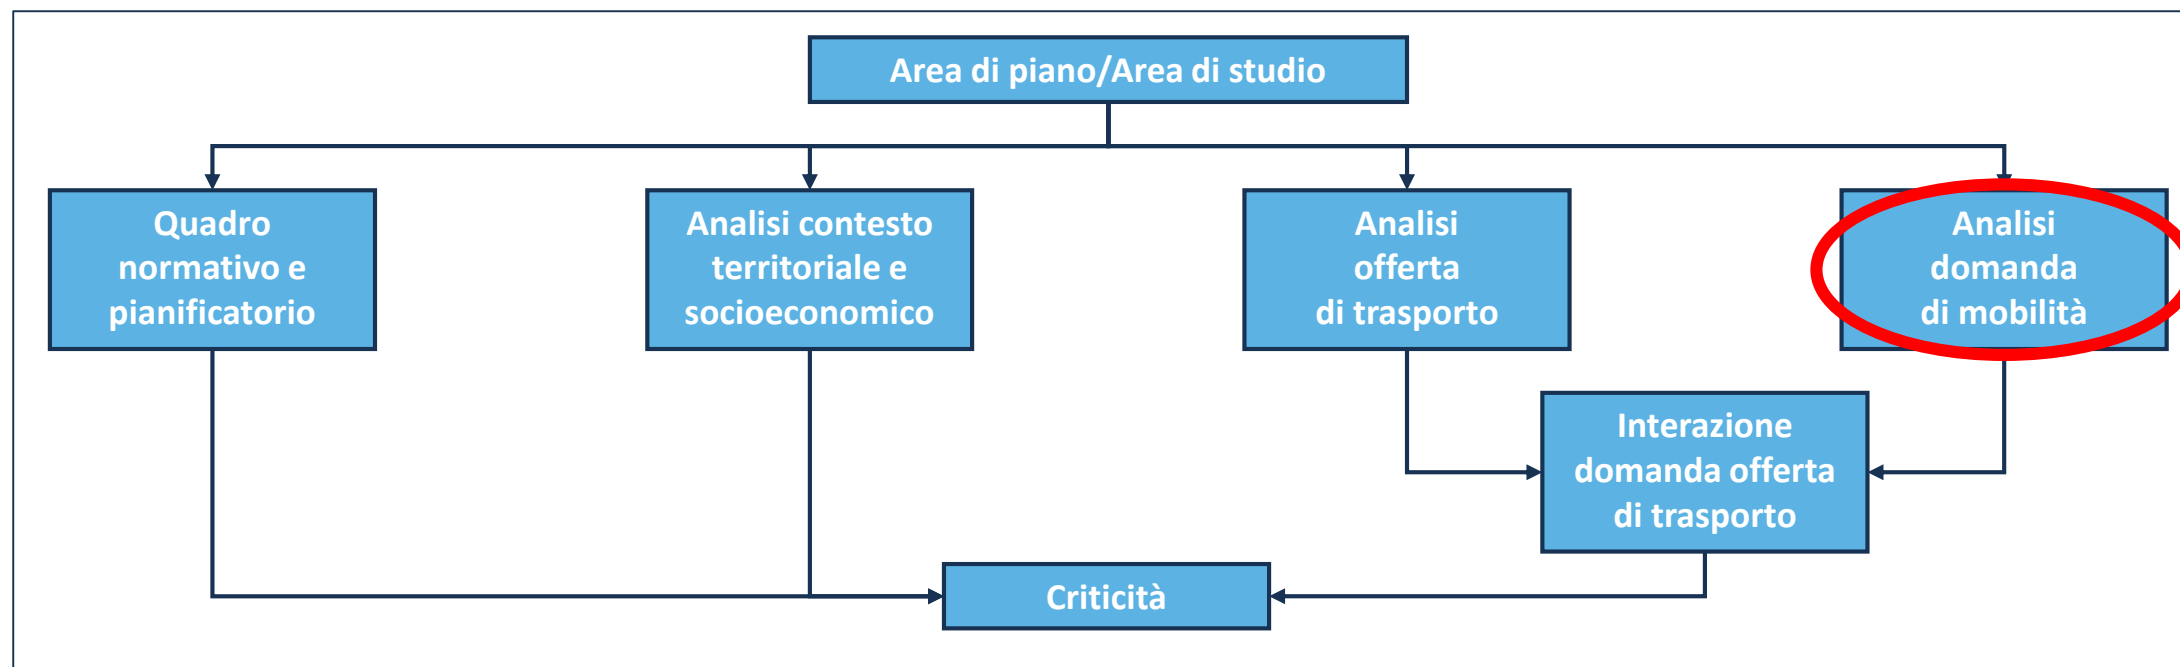 Area di piano/Area di studio
Quadro
normativo e
pianificatorio
Analisi contesto
territoriale e
socioeconomico
Analisi
offerta
di trasporto
Analisi
domanda
di mobilità
Interazione
domanda offerta
di trasporto
Criticità